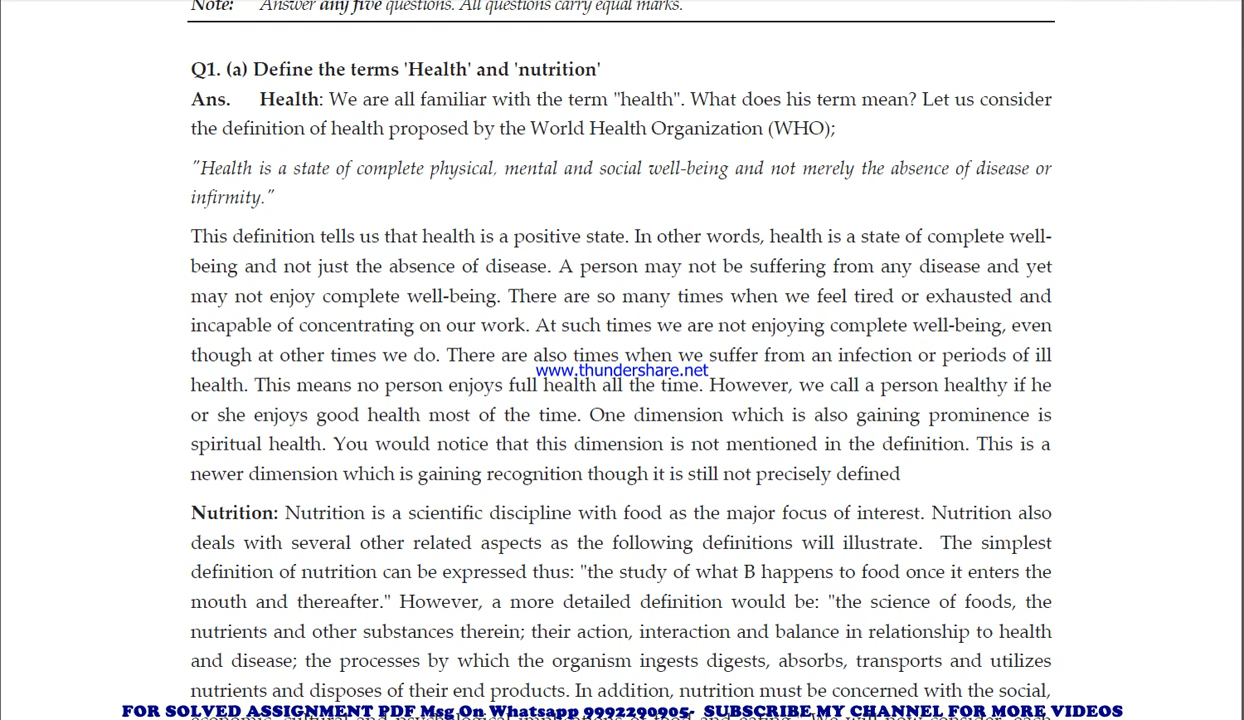 Note: Answer any five questions. All questions carry equal marks.
Q1. (a) Define the terms 'Health' and 'nutrition'
Ans. Health: We are all familiar with the term "health". What does his term mean? Let us consider
the definition of health proposed by the World Health Organization (WHO);
"Health is a state of complete physical, mental and social well-being and not merely the absence of disease or
infirmity."
This definition tells us that health is a positive state. In other words, health is a state of complete well-
being and not just the absence of disease. A person may not be suffering from any disease and yet
may not enjoy complete well-being. There are so many times when we feel tired or exhausted and
incapable of concentrating on our work. At such times we are not enjoying complete well-being, even
though at other times we do. There are also times when we suffer from an infection or periods of ill
www.thundershare.net
health. This means no person enjoys full health all the time. However, we call a person healthy if he
or she enjoys good health most of the time. One dimension which is also gaining prominence is
spiritual health. You would notice that this dimension is not mentioned in the definition. This is a
newer dimension which is gaining recognition though it is still not precisely defined
Nutrition: Nutrition is a scientific discipline with food as the major focus of interest. Nutrition also
deals with several other related aspects as the following definitions will illustrate. The simplest
definition of nutrition can be expressed thus: "the study of what B happens to food once it enters the
mouth and thereafter." However, a more detailed definition would be: "the science of foods, the
nutrients and other substances therein; their action, interaction and balance in relationship to health
and disease; the processes by which the organism ingests digests, absorbs, transports and utilizes
nutrients and disposes of their end products. In addition, nutrition must be concerned with the social,
FOR SOLVED ASSIGNMENT PDF Msg On Whatsapp 9992290905- SUBSCRIBE MY CHANNEL FOR MORE VIDEOS